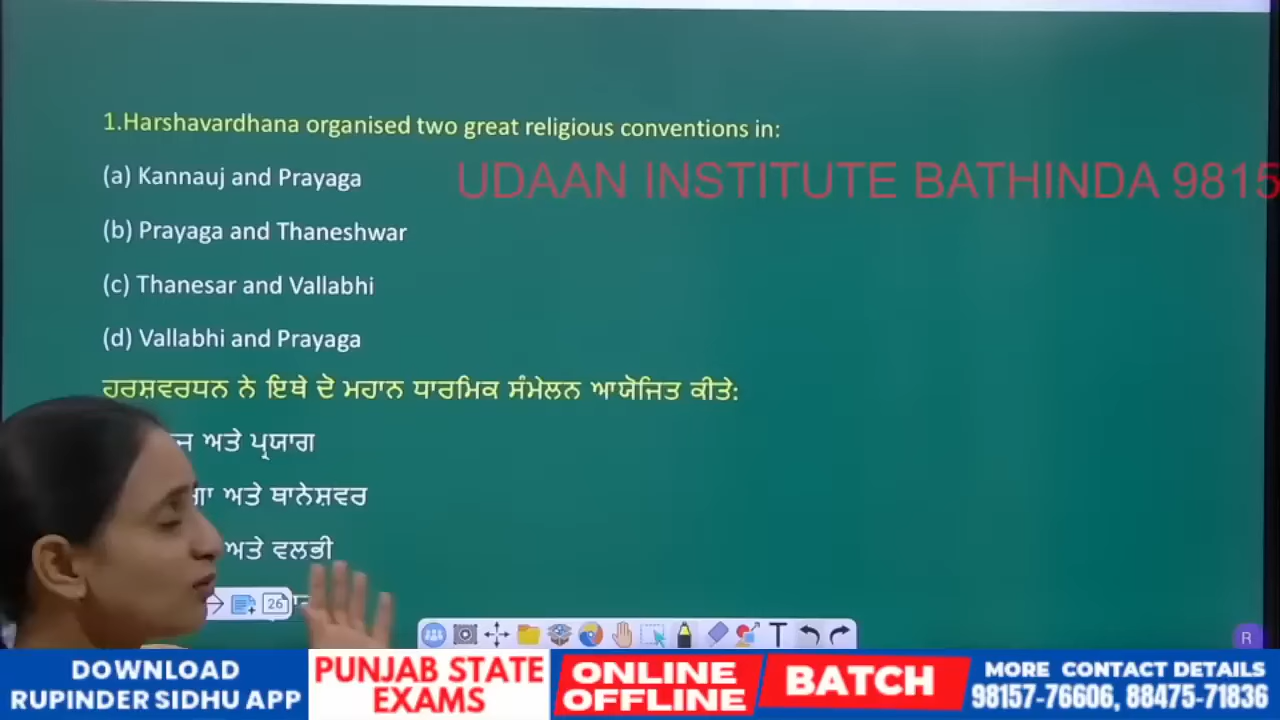 1.Harshavardhana organised two great religious conventions in:
(a) Kannauj and Prayaga
UDAAN INSTITUTE BATHINDA 9815
(b) Prayaga and Thaneshwar
(c) Thanesar and Vallabhi
(d) Vallabhi and Prayaga
ਹਰਸ਼ਵਰਧਨ ਨੇ ਇਥੇ ਦੋ ਮਹਾਨ ਧਾਰਮਿਕ ਸੰਮੇਲਨ ਆਯੋਜਿਤ ਕੀਤੇ:
ਅਤੇ ਪ੍ਰਯਾਗ
ਅਤੇ ਥਾਨੇਸ਼ਵਰ
ਅਤੇ ਵਲਭੀ
26
T
R
DOWNLOAD
RUPINDER SIDHU APP
PUNJAB STATE
EXAMS
ONLINE
OFFLINE
BATCH
MORE CONTACT DETAILS
98157-76606, 88475-71836